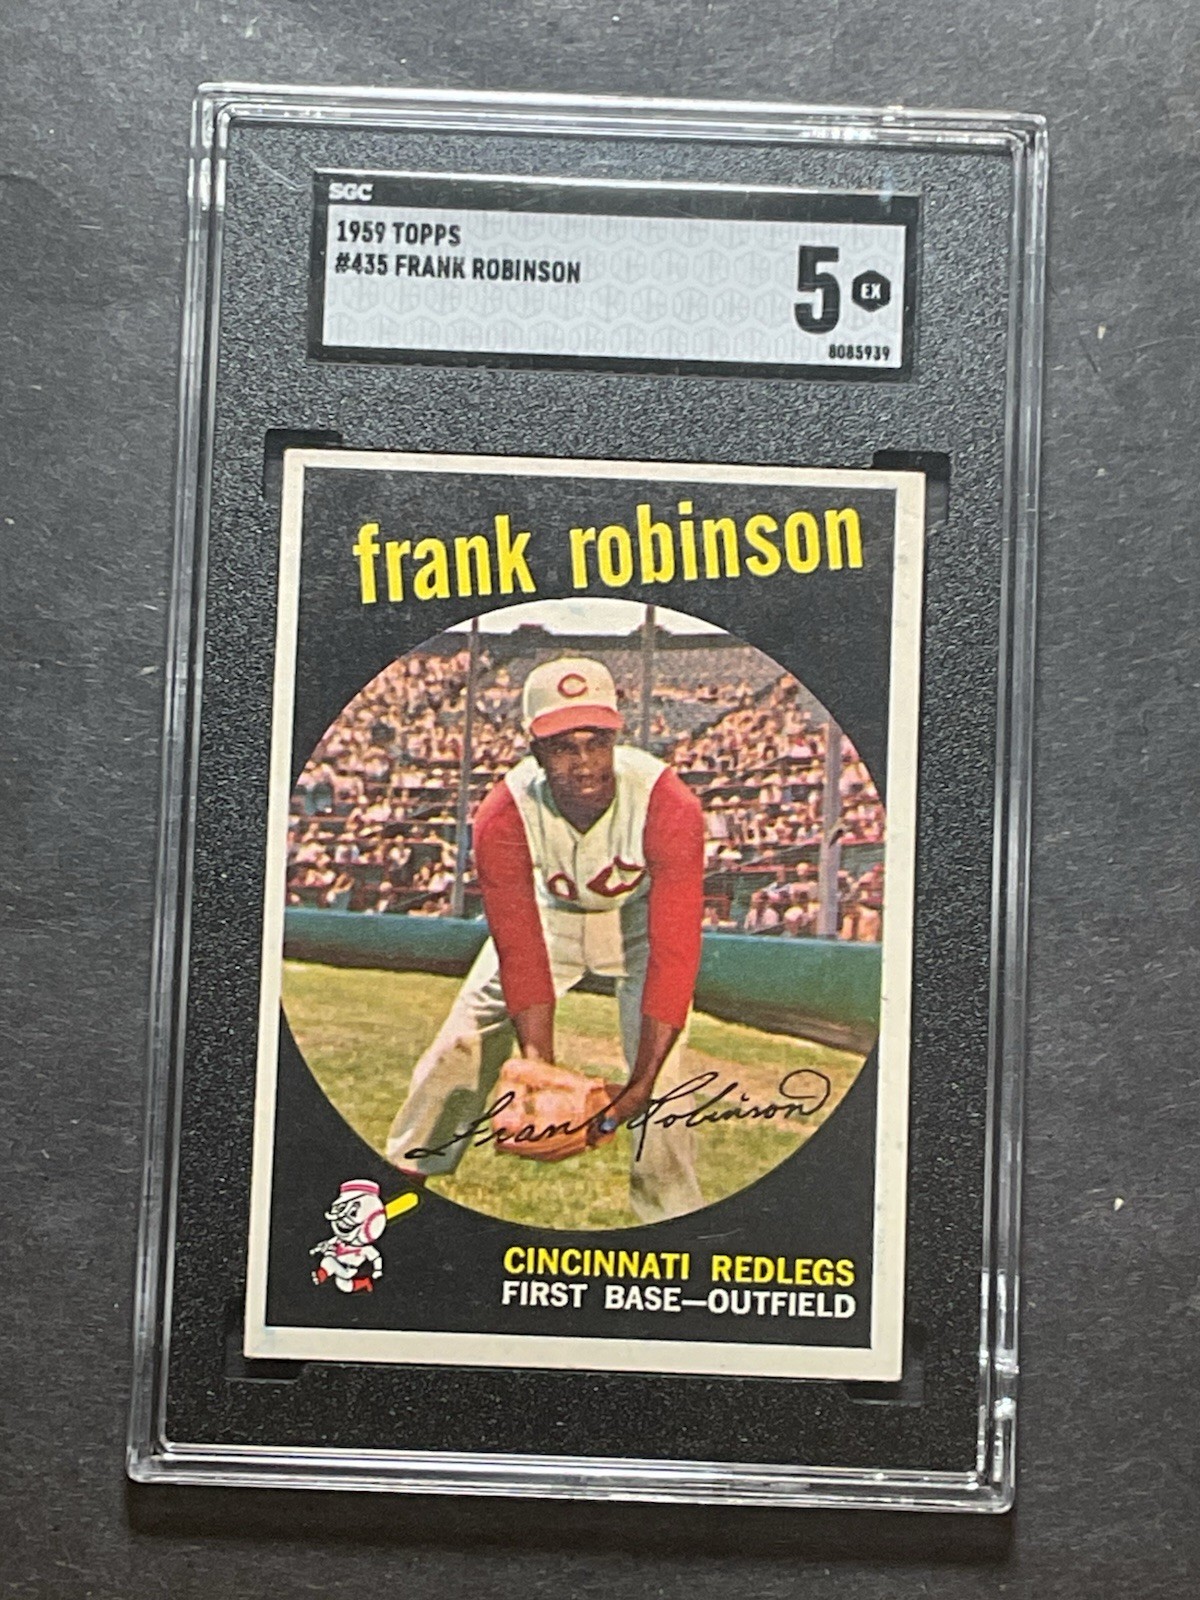 SGC
1959 TOPPS
#435 FRANK ROBINSON
5 EX
8085939
frank robinson
C
Frank Robinson
CINCINNATI REDLEGS
FIRST BASE—OUTFIELD